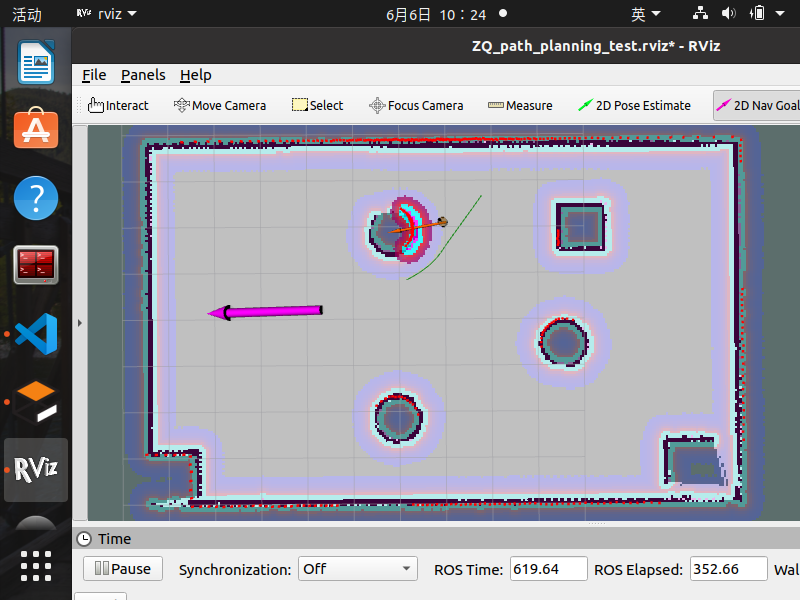 活动
rviz
6月6日 10：24
英
ZQ_path_planning_test.rviz* - RViz
File Panels Help
Interact Move Camera Select Focus Camera Measure 2D Pose Estimate 2D Nav Goal
RViz
Time
Pause Synchronization: Off ROS Time: 619.64 ROS Elapsed: 352.66 Wal